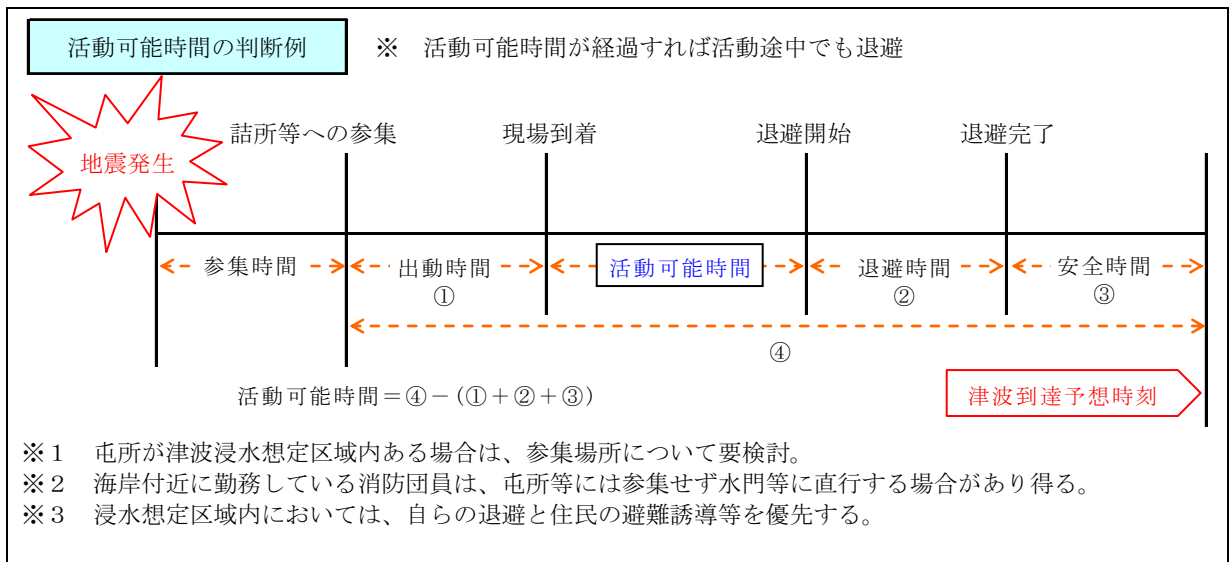 活動可能時間の判断例
※　活動可能時間が経過すれば活動途中でも退避
地震発生
詰所等への参集
現場到着
退避開始
退避完了
参集時間
出動時間
①
活動可能時間
退避時間
②
安全時間
③
④
活動可能時間＝④－(①＋②＋③)
津波到達予想時刻
※１　屯所が津波浸水想定区域内ある場合は、参集場所について要検討。
※２　海岸付近に勤務している消防団員は、屯所等には参集せず水門等に直行する場合があり得る。
※３　浸水想定区域内においては、自らの退避と住民の避難誘導等を優先する。